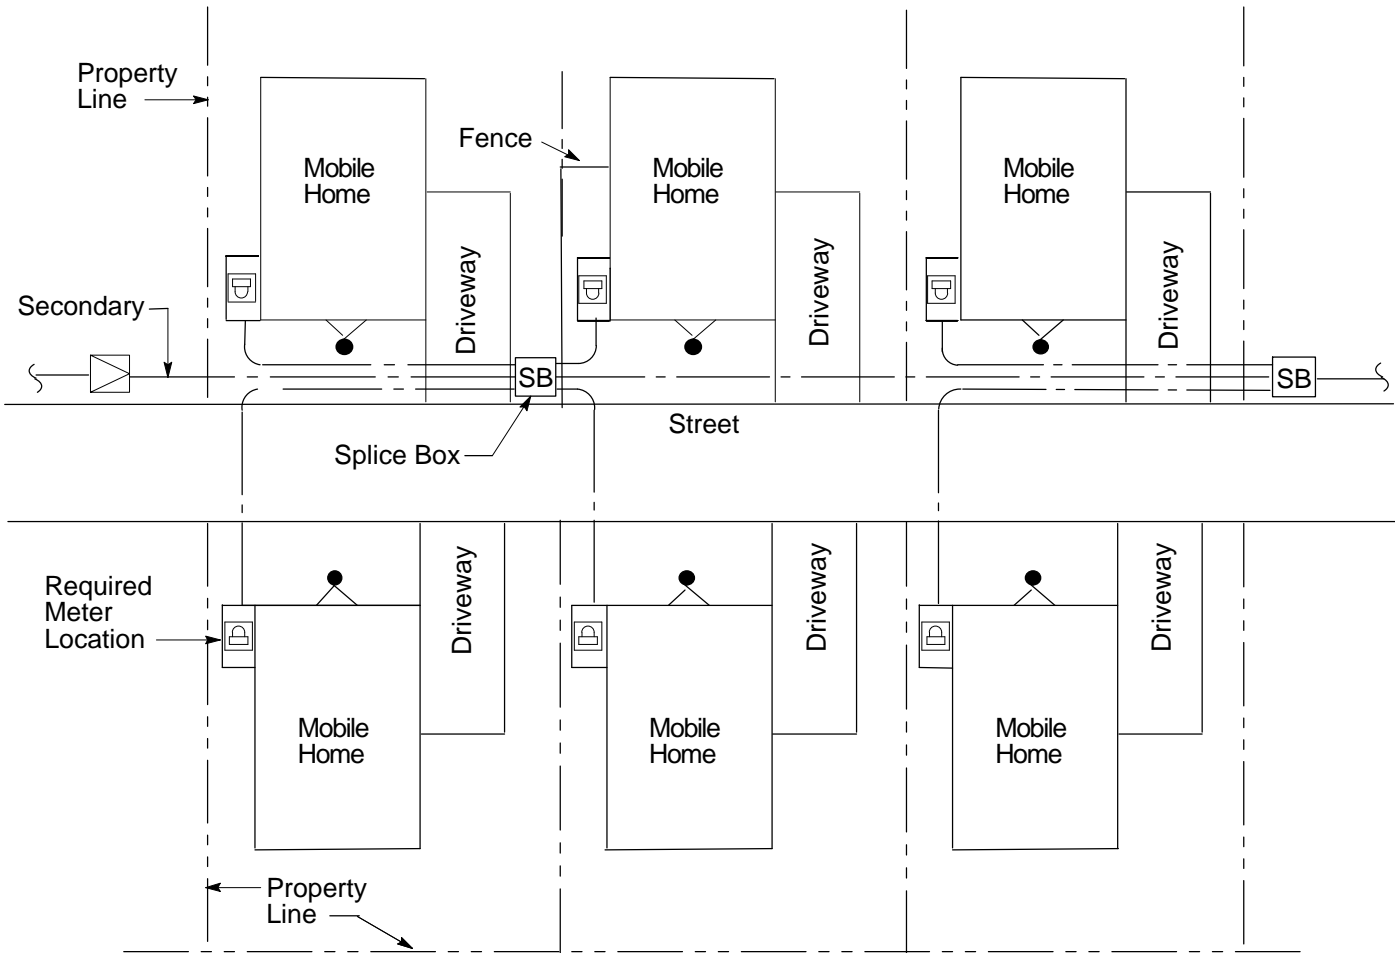 Property
Line
Fence
Mobile
Home
Mobile
Home
Mobile
Home
Driveway
Driveway
Driveway
Secondary
SB
SB
Street
Splice Box
Required
Meter
Location
Driveway
Driveway
Driveway
Mobile
Home
Mobile
Home
Mobile
Home
Property
Line